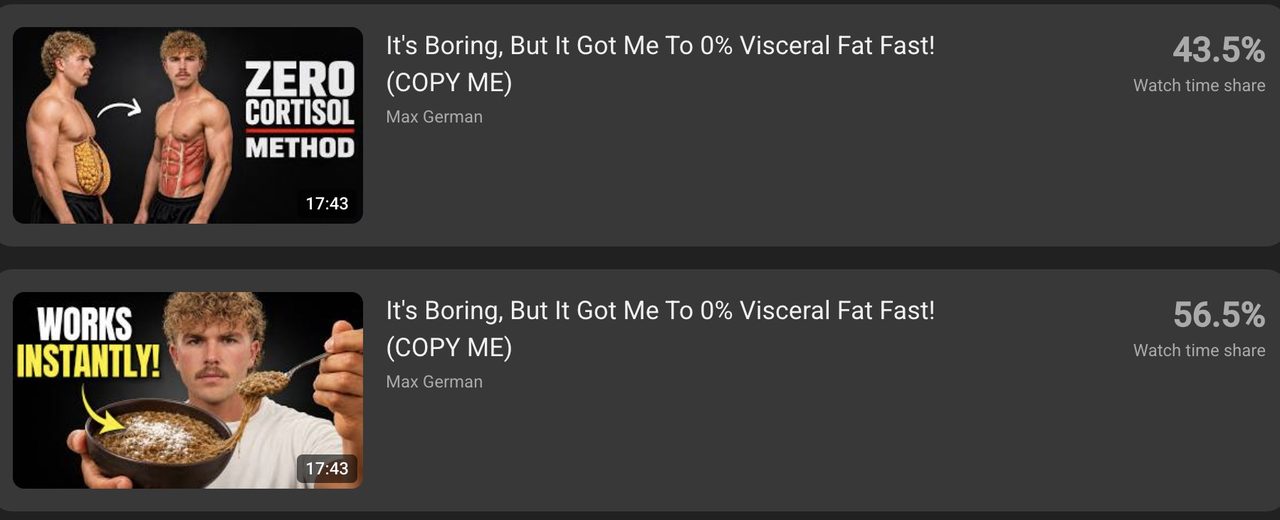 ZERO
CORTISOL
METHOD
17:43
It's Boring, But It Got Me To 0% Visceral Fat Fast!
(COPY ME)
Max German
43.5%
Watch time share
WORKS
INSTANTLY!
17:43
It's Boring, But It Got Me To 0% Visceral Fat Fast!
(COPY ME)
Max German
56.5%
Watch time share